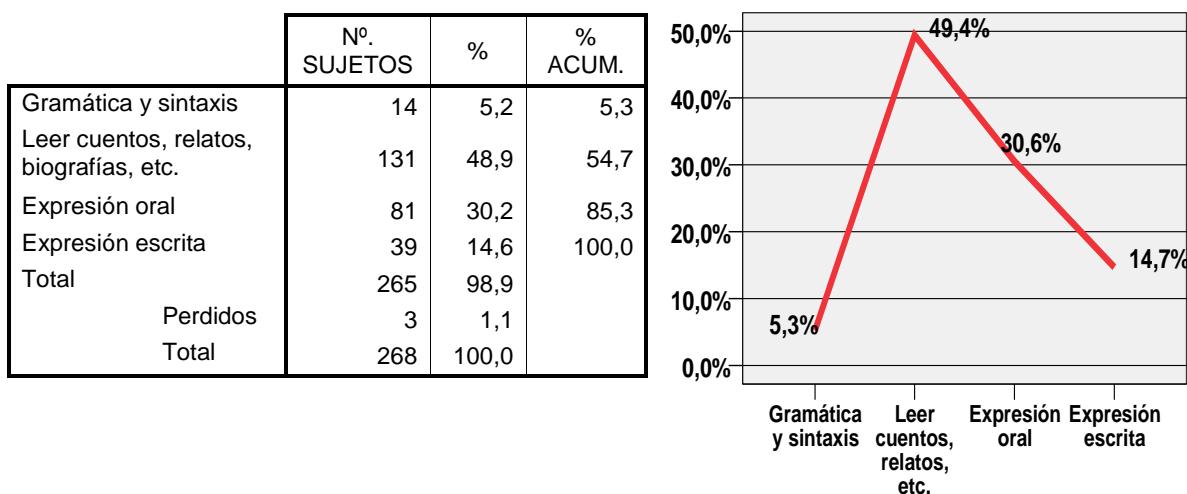 Nº. SUJETOS % % ACUM.
Gramática y sintaxis 14 5,2 5,3
Leer cuentos, relatos, biografías, etc. 131 48,9 54,7
Expresión oral 81 30,2 85,3
Expresión escrita 39 14,6 100,0
Total 265 98,9
Perdidos 3 1,1
Total 268 100,0
50,0%
40,0%
30,0%
20,0%
10,0%
0,0%
49,4%
30,6%
14,7%
5,3%
Gramática y sintaxis
Leer cuentos, relatos, etc.
Expresión oral
Expresión escrita